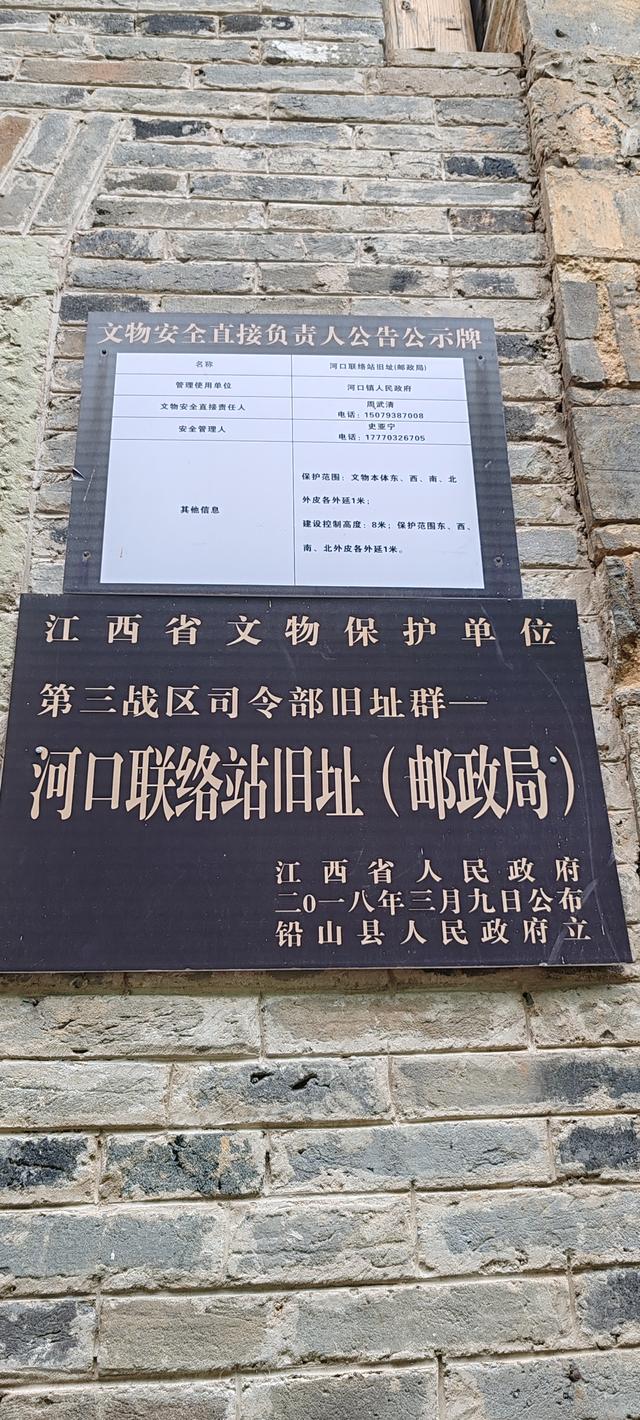 文物安全直接负责人公告公示牌
名称 河口联络站旧址(邮政局)
管理使用单位 河口镇人民政府
文物安全直接责任人 周武清
电话：15079387008
安全管理人 史亚宁
电话：17770326705
其他信息
保护范围：文物本体东、西、南、北
外皮各外延1米；
建设控制高度：8米；保护范围东、西、
南、北外皮各外延1米。
江西省文物保护单位
第三战区司令部旧址群—
河口联络站旧址（邮政局）
江西省人民政府
二0一八年三月九日公布
铅山县人民政府立